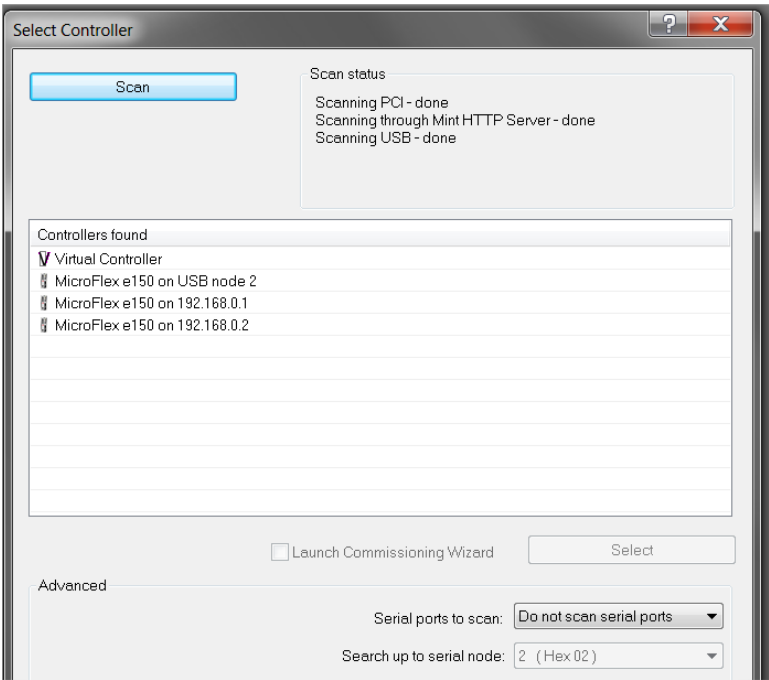 Select Controller
Scan
Scan status
Scanning PCI - done
Scanning through Mint HTTP Server - done
Scanning USB - done
Controllers found
Virtual Controller
MicroFlex e150 on USB node 2
MicroFlex e150 on 192.168.0.1
MicroFlex e150 on 192.168.0.2
Launch Commissioning Wizard
Select
Advanced
Serial ports to scan: Do not scan serial ports
Search up to serial node: 2 (Hex 02)